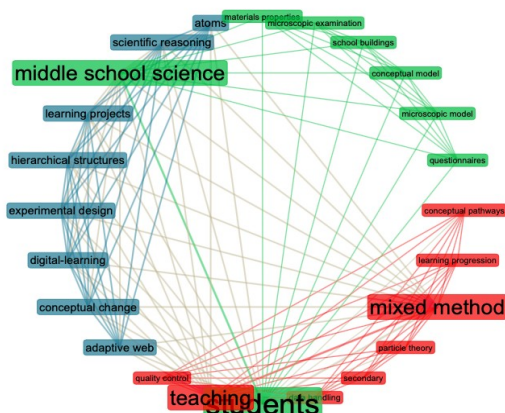 materials properties
atoms
microscopic examination
scientific reasoning
school buildings
middle school science
conceptual model
learning projects
microscopic model
hierarchical structures
questionnaires
experimental design
conceptual pathways
digital-learning
learning progression
conceptual change
mixed method
adaptive web
particle theory
quality control
secondary
teaching
handling
students